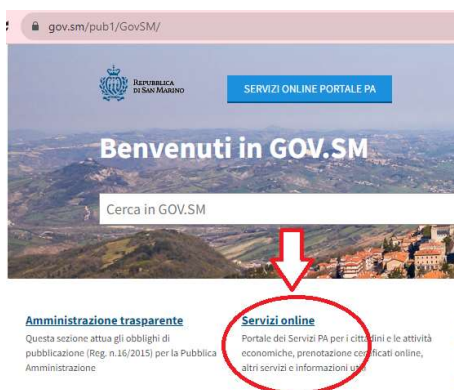 gov.sm/pub1/GovSM/
REPUBBLICA
DI SAN MARINO
SERVIZI ONLINE PORTALE PA
Benvenuti in GOV.SM
Cerca in GOV.SM
Amministrazione trasparente
Questa sezione attua gli obblighi di
pubblicazione (Reg. n.16/2015) per la Pubblica
Amministrazione
Servizi online
Portale dei Servizi PA per i cittadini e le attività
economiche, prenotazione certificati online,
altri servizi e informazioni utili